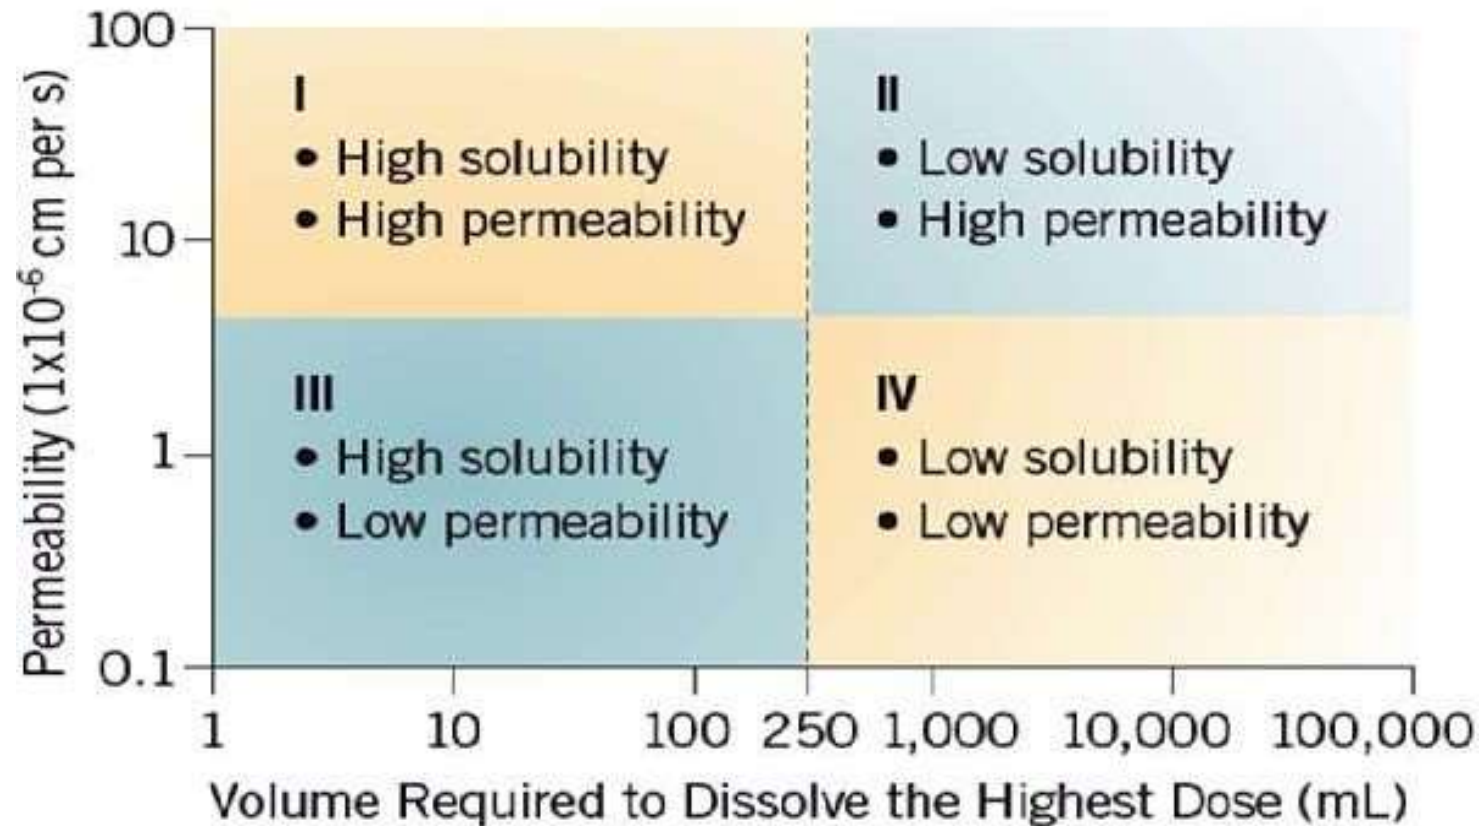 100
10
1
0.1
Permeability (1x10⁻⁶ cm per s)
I
• High solubility
• High permeability
II
• Low solubility
• High permeability
III
• High solubility
• Low permeability
IV
• Low solubility
• Low permeability
1 10 100 250 1,000 10,000 100,000
Volume Required to Dissolve the Highest Dose (mL)